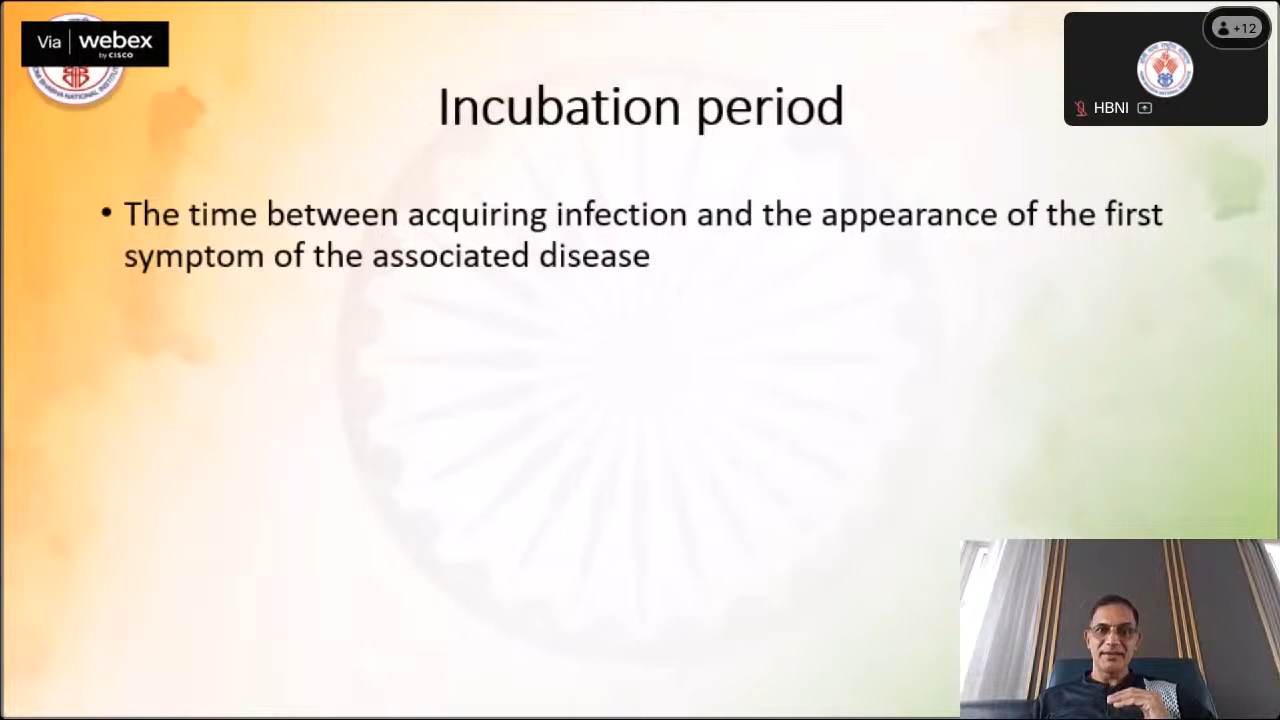 Via webex
by CISCO
+12
HBNI
Incubation period
• The time between acquiring infection and the appearance of the first
symptom of the associated disease